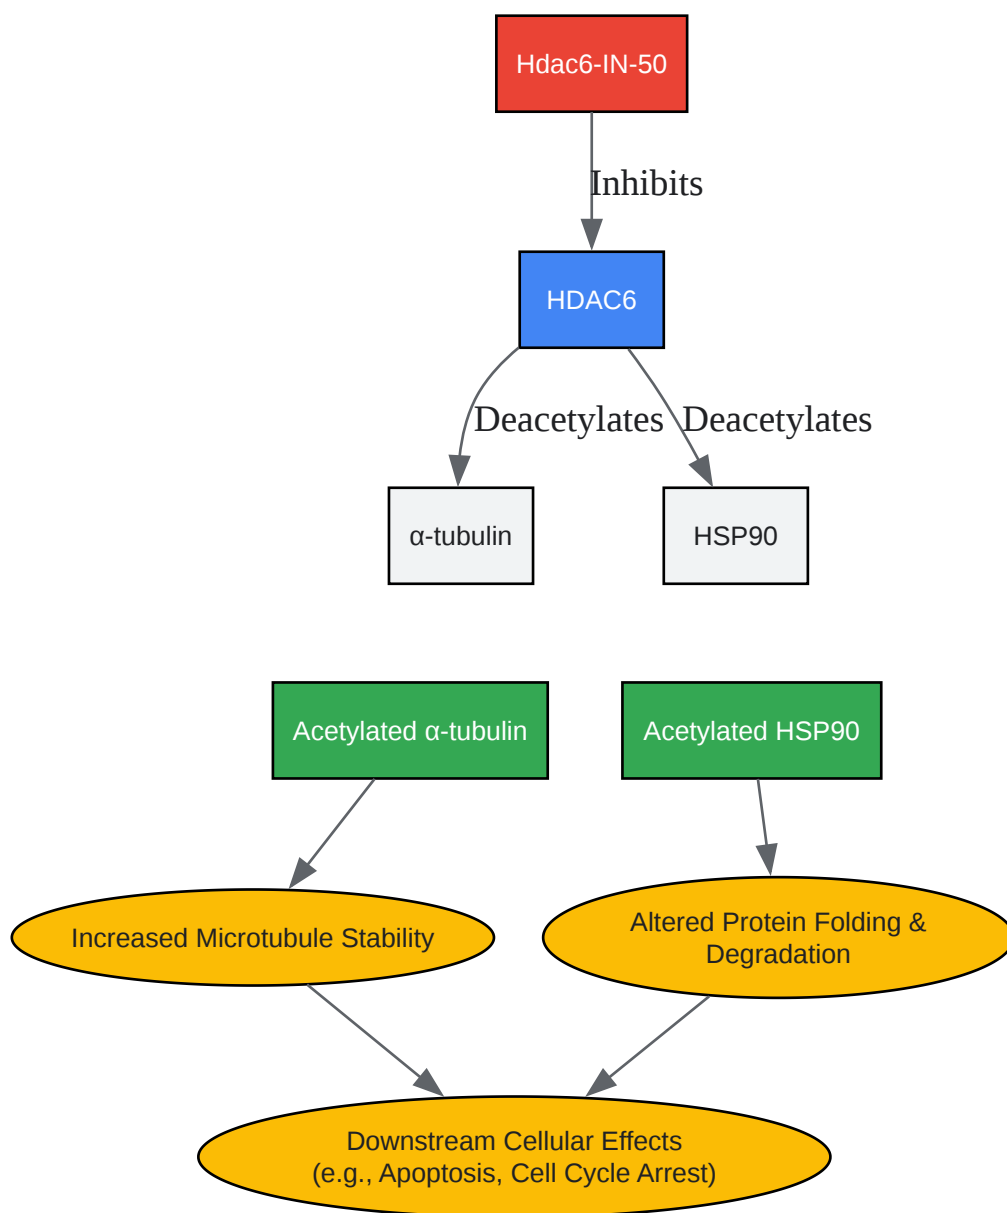 Hdac6-IN-50
Inhibits
HDAC6
Deacetylates
Deacetylates
α-tubulin
HSP90
Acetylated α-tubulin
Acetylated HSP90
Increased Microtubule Stability
Altered Protein Folding &
Degradation
Downstream Cellular Effects
(e.g., Apoptosis, Cell Cycle Arrest)